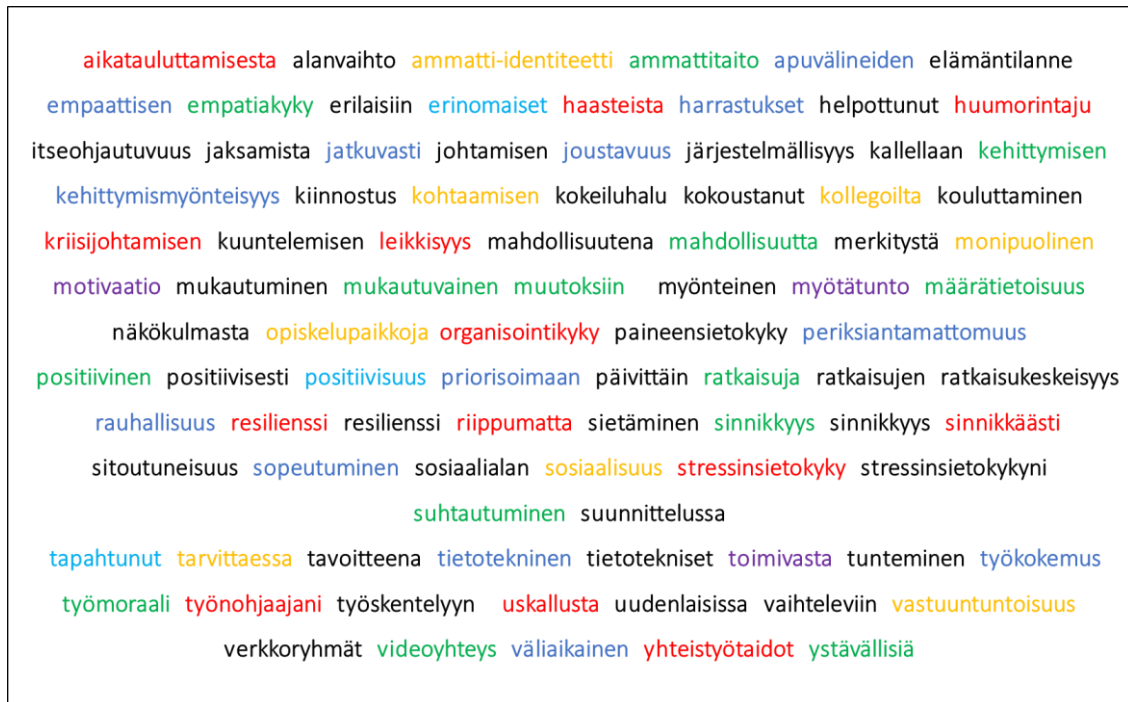 aikatauluttamisesta alanvaihto ammatti-identiteetti ammattitaito apuvälineiden elämäntilanne
empaattisen empatiakyky erilaisiin erinomaiset haasteista harrastukset helpottunut huumorintaju
itseohjautuvuus jaksamista jatkuvasti johtamisen joustavuus järjestelmällisyys kallellaan kehittymisen
kehittymismyönteisyys kiinnostus kohtaamisen kokeiluhalu kokoustanut kollegoilta kouluttaminen
kriisijohtamisen kuuntelemisen leikkisyys mahdollisuutena mahdollisuutta merkitystä monipuolinen
motivaatio mukautuminen mukautuvainen muutoksiin myönteinen myötätunto määrätietoisuus
näkökulmasta opiskelupaikkoja organisointikyky paineensietokyky periksiantamattomuus
positiivinen positiivisesti positiivisuus priorisoimaan päivittäin ratkaisuja ratkaisujen ratkaisukeskeisyys
rauhallisuus resilienssi resilienssi riippumatta sietäminen sinnikkyys sinnikkyys sinnikkäästi
sitoutuneisuus sopeutuminen sosiaalialan sosiaalisuus stressinsietokyky stressinsietokykyni
suhtautuminen suunnittelussa
tapahtunut tarvittaessa tavoitteena tietotekninen tietotekniset toimivasta tunteminen työkokemus
työmoraali työnohjaajani työskentelyyn uskallusta uudenlaisissa vaihteleviin vastuuntuntoisuus
verkkoryhmät videoyhteys väliaikainen yhteistyötaidot ystävällisiä